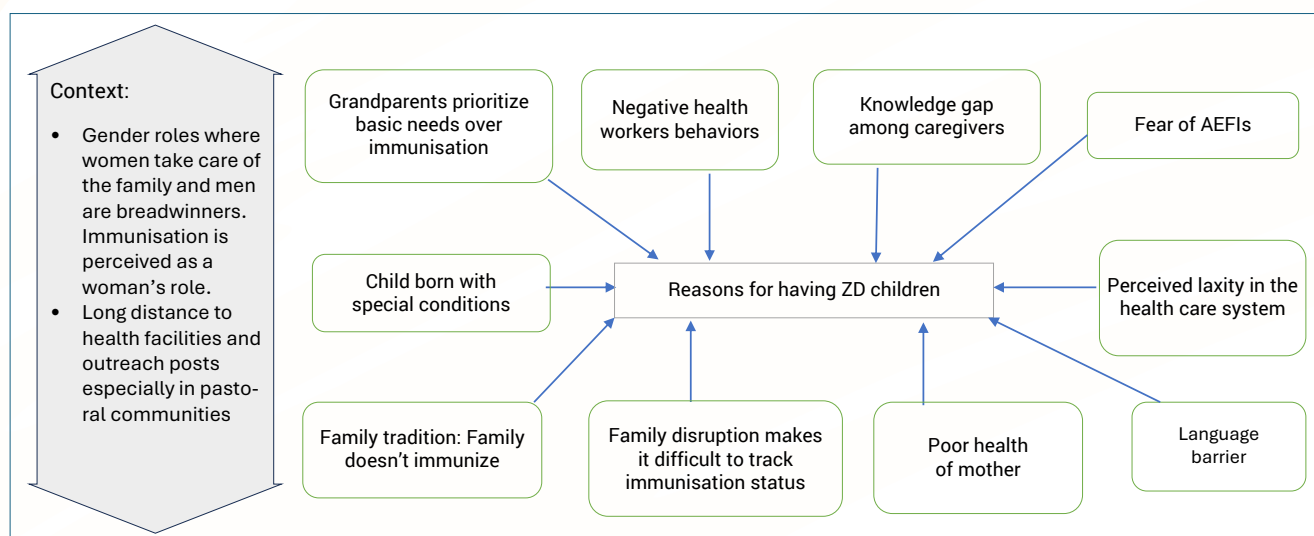 Context:
• Gender roles where
women take care of
the family and men
are breadwinners.
Immunisation is
perceived as a
woman's role.
• Long distance to
health facilities and
outreach posts
especially in pasto-
ral communities
Grandparents prioritize
basic needs over
immunisation
Negative health
workers behaviors
Knowledge gap
among caregivers
Fear of AEFIs
Child born with
special conditions
Reasons for having ZD children
Perceived laxity in the
health care system
Family tradition: Family
doesn't immunize
Family disruption makes
it difficult to track
immunisation status
Poor health
of mother
Language
barrier